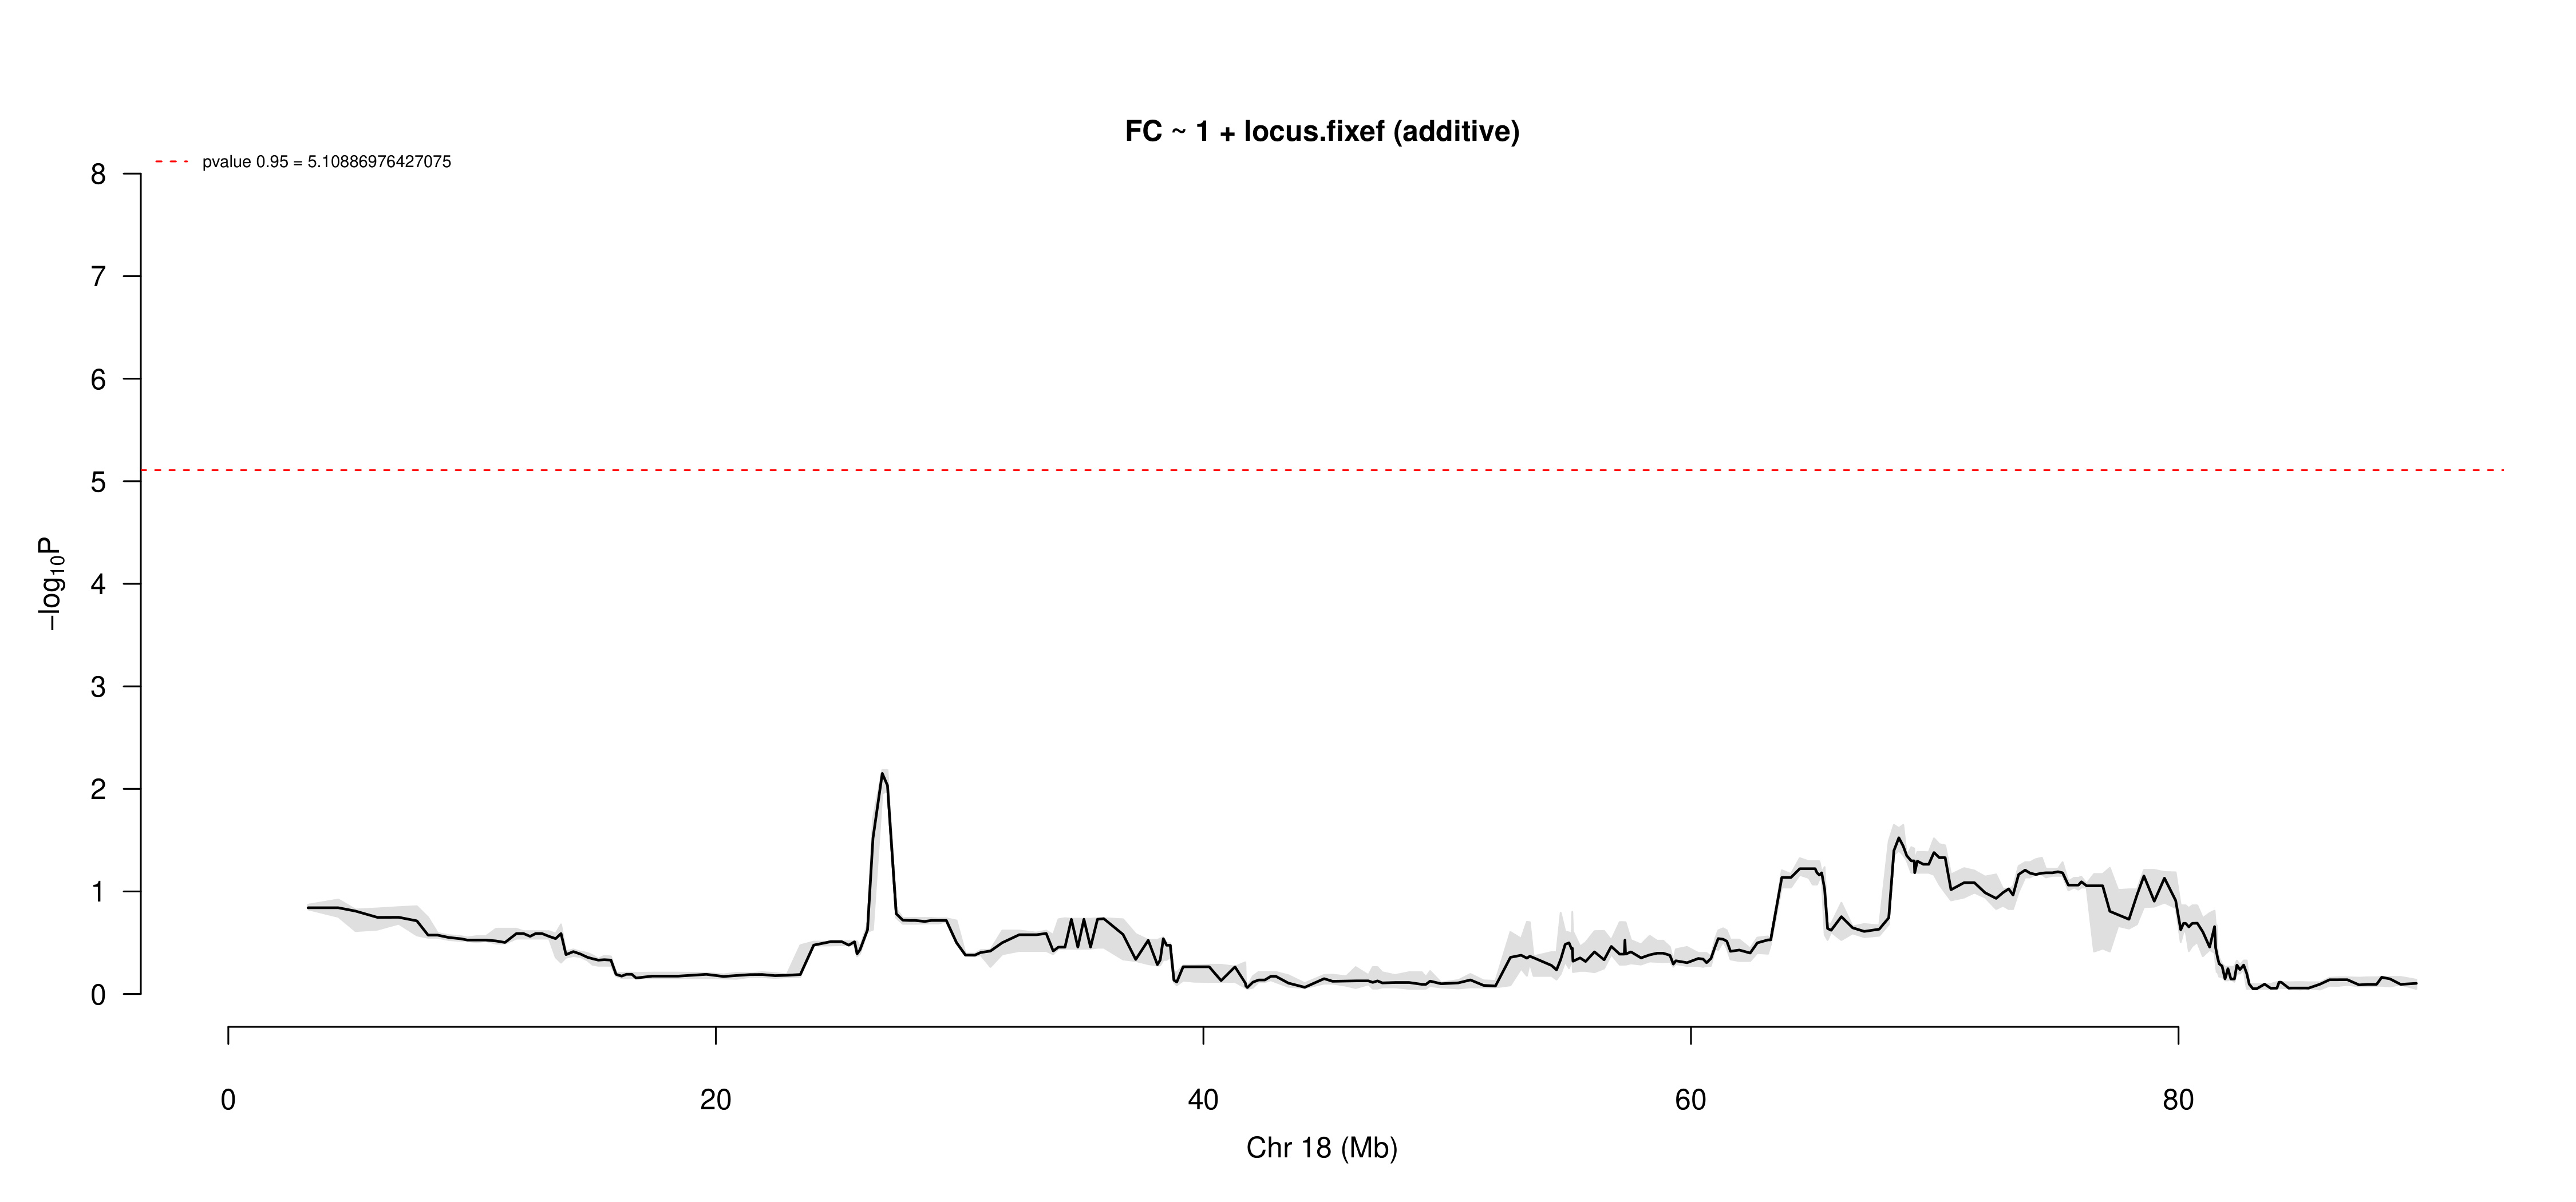 FC ~ 1 + locus.fixef (additive)
pvalue 0.95 = 5.10886976427075
8
7
6
5
4
3
2
1
0
−log10P
0 20 40 60 80
Chr 18 (Mb)